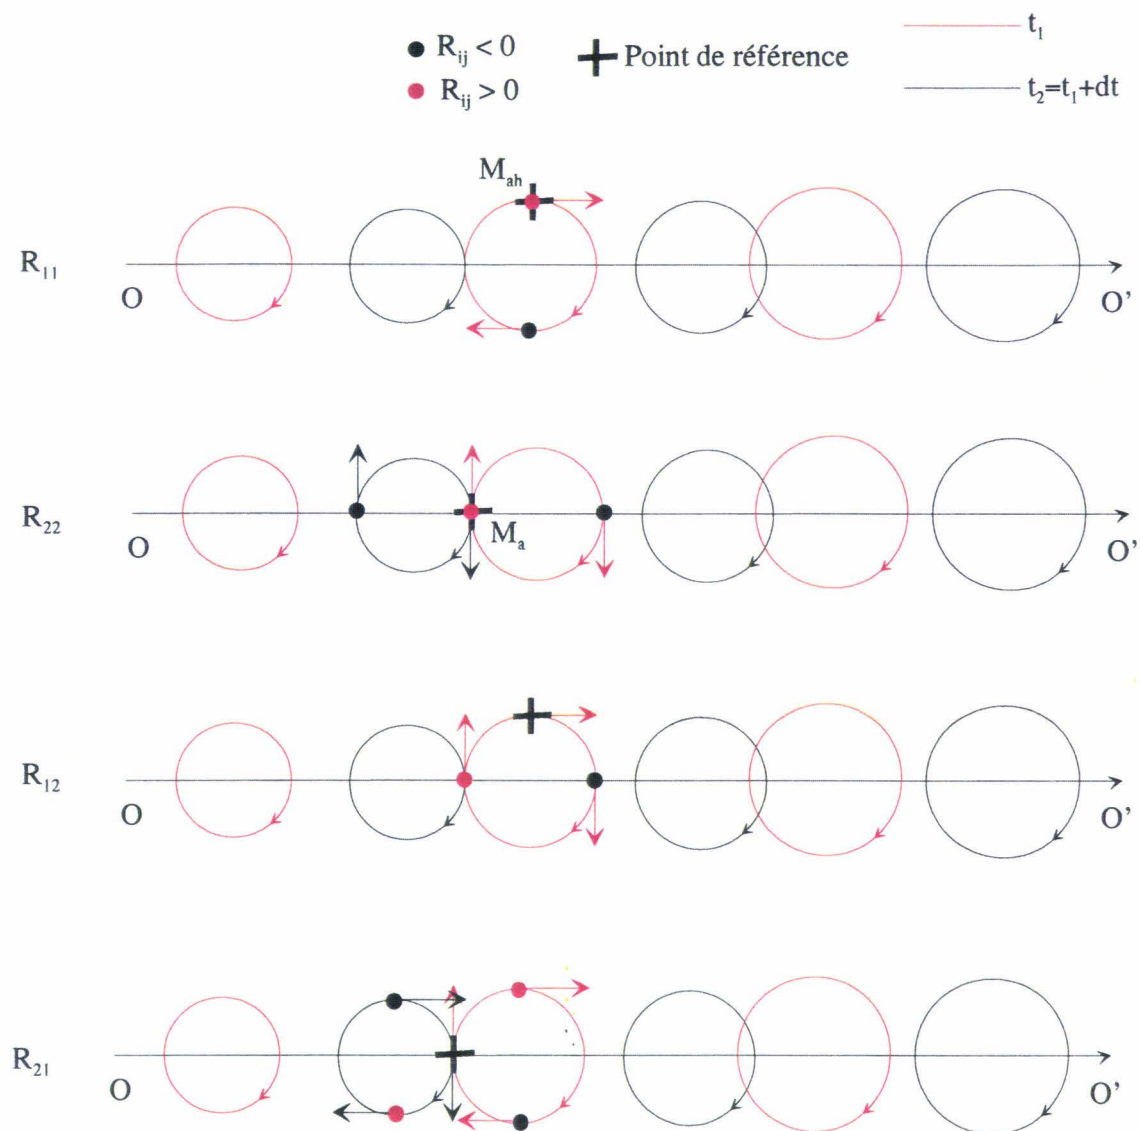 R_ij < 0
R_ij > 0
Point de référence
t_1
t_2=t_1+dt
M_ah
R_11
O
O'
R_22
O
M_a
O'
R_12
O
O'
R_21
O
O'